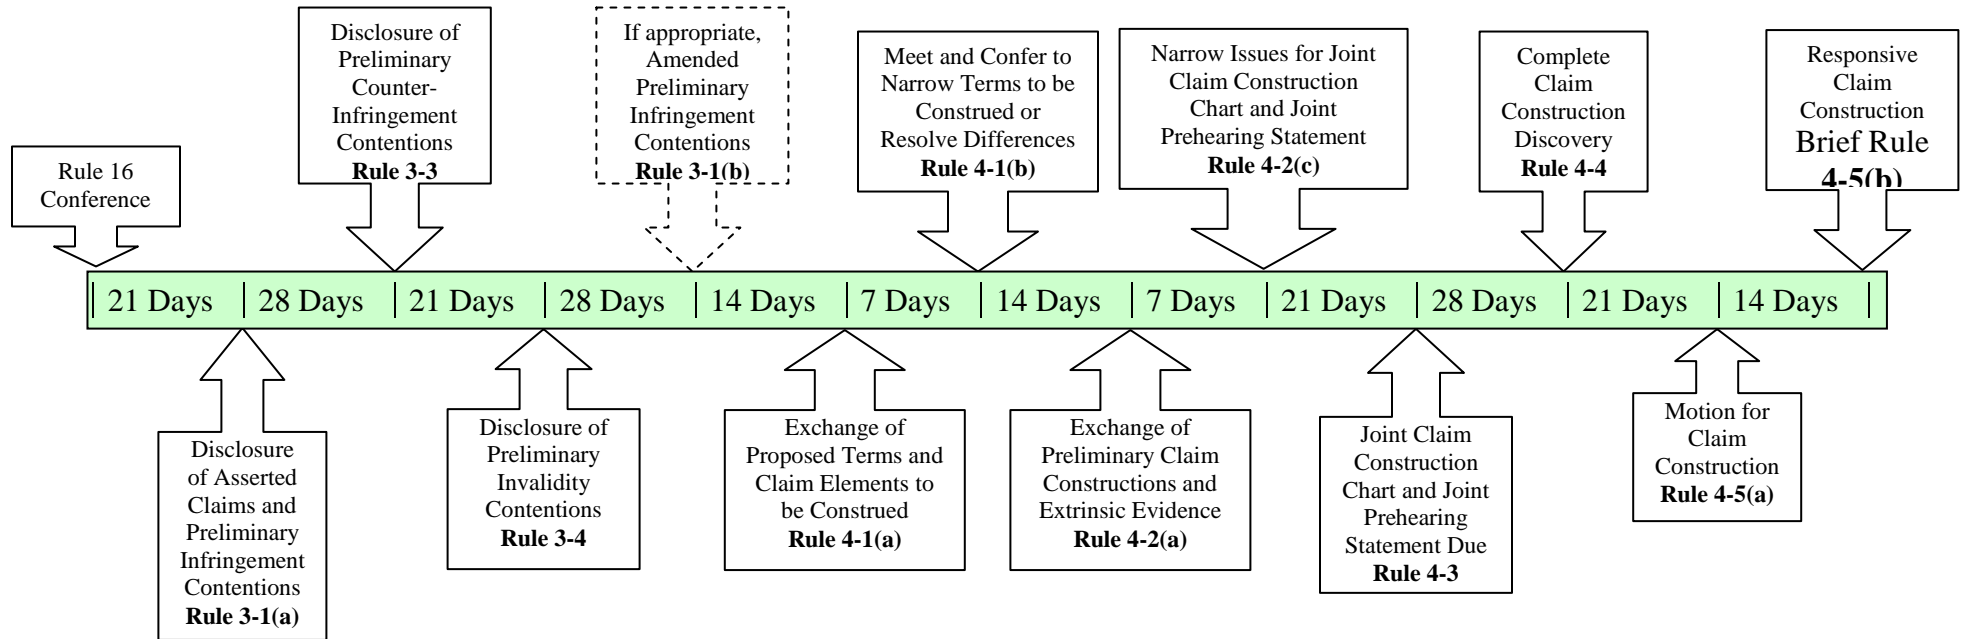 Rule 16
Conference
Disclosure of
Preliminary
Counter-
Infringement
Contentions
Rule 3-3
If appropriate,
Amended
Preliminary
Infringement
Contentions
Rule 3-1(b)
Meet and Confer to
Narrow Terms to be
Construed or
Resolve Differences
Rule 4-1(b)
Narrow Issues for Joint
Claim Construction
Chart and Joint
Prehearing Statement
Rule 4-2(c)
Complete
Claim
Construction
Discovery
Rule 4-4
Responsive
Claim
Construction
Brief Rule
4-5(b)
21 Days
28 Days
21 Days
28 Days
14 Days
7 Days
14 Days
7 Days
21 Days
28 Days
21 Days
14 Days
Disclosure
of Asserted
Claims and
Preliminary
Infringement
Contentions
Rule 3-1(a)
Disclosure of
Preliminary
Invalidity
Contentions
Rule 3-4
Exchange of
Proposed Terms and
Claim Elements to
be Construed
Rule 4-1(a)
Exchange of
Preliminary Claim
Constructions and
Extrinsic Evidence
Rule 4-2(a)
Joint Claim
Construction
Chart and Joint
Prehearing
Statement Due
Rule 4-3
Motion for
Claim
Construction
Rule 4-5(a)